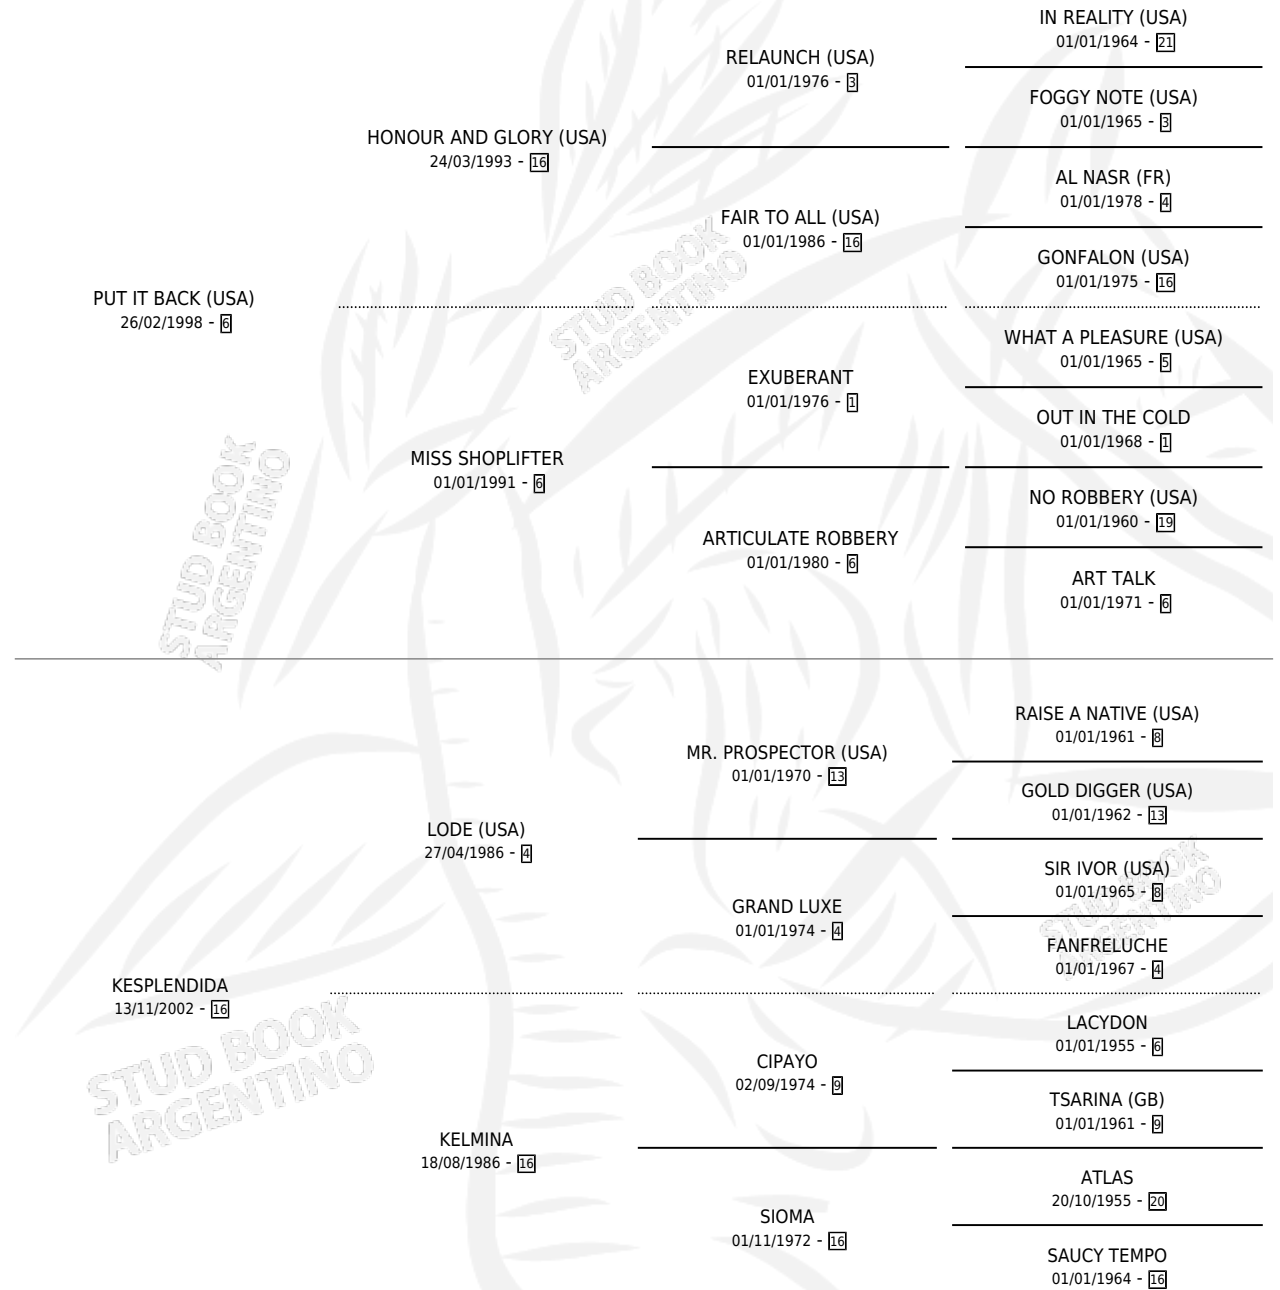 IN REALITY (USA)
01/01/1964 - 21
RELAUNCH (USA)
01/01/1976 - 3
FOGGY NOTE (USA)
01/01/1965 - 3
HONOUR AND GLORY (USA)
24/03/1993 - 16
AL NASR (FR)
01/01/1978 - 4
FAIR TO ALL (USA)
01/01/1986 - 16
GONFALON (USA)
01/01/1975 - 16
PUT IT BACK (USA)
26/02/1998 - 6
STUD BOOK
ARGENTINO
WHAT A PLEASURE (USA)
01/01/1965 - 5
EXUBERANT
01/01/1976 - 1
OUT IN THE COLD
01/01/1968 - 1
MISS SHOPLIFTER
01/01/1991 - 6
NO ROBBERY (USA)
01/01/1960 - 19
ARTICULATE ROBBERY
01/01/1980 - 6
ART TALK
01/01/1971 - 6
STUD BOOK
ARGENTINO
RAISE A NATIVE (USA)
01/01/1961 - 8
MR. PROSPECTOR (USA)
01/01/1970 - 13
GOLD DIGGER (USA)
01/01/1962 - 13
LODE (USA)
27/04/1986 - 4
SIR IVOR (USA)
01/01/1965 - 8
GRAND LUXE
01/01/1974 - 4
FANFRELUCHE
01/01/1967 - 4
STUD BOOK
ARGENTINO
KESPLENDIDA
13/11/2002 - 16
STUD BOOK
ARGENTINO
LACYDON
01/01/1955 - 6
CIPAYO
02/09/1974 - 9
TSARINA (GB)
01/01/1961 - 9
KELMINA
18/08/1986 - 16
ATLAS
20/10/1955 - 20
SIOMA
01/11/1972 - 16
SAUCY TEMPO
01/01/1964 - 16